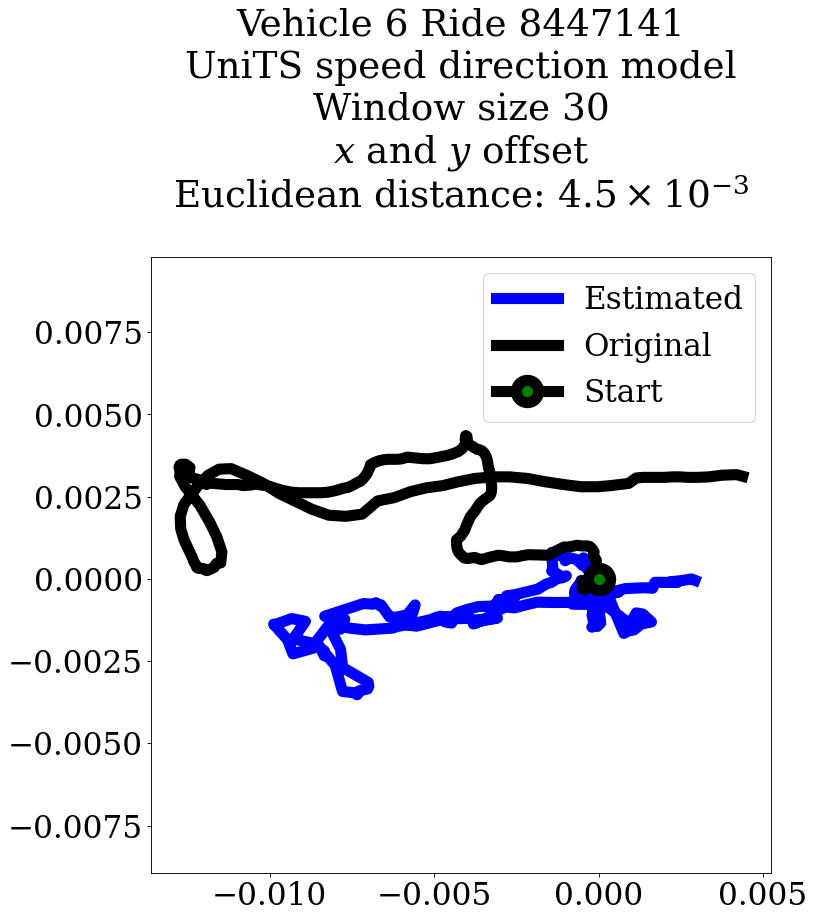 Vehicle 6 Ride 8447141
UniTS speed direction model
Window size 30
x and y offset
Euclidean distance: 4.5 × 10⁻³
Estimated
Original
Start
0.0075
0.0050
0.0025
0.0000
−0.0025
−0.0050
−0.0075
−0.010 −0.005 0.000 0.005